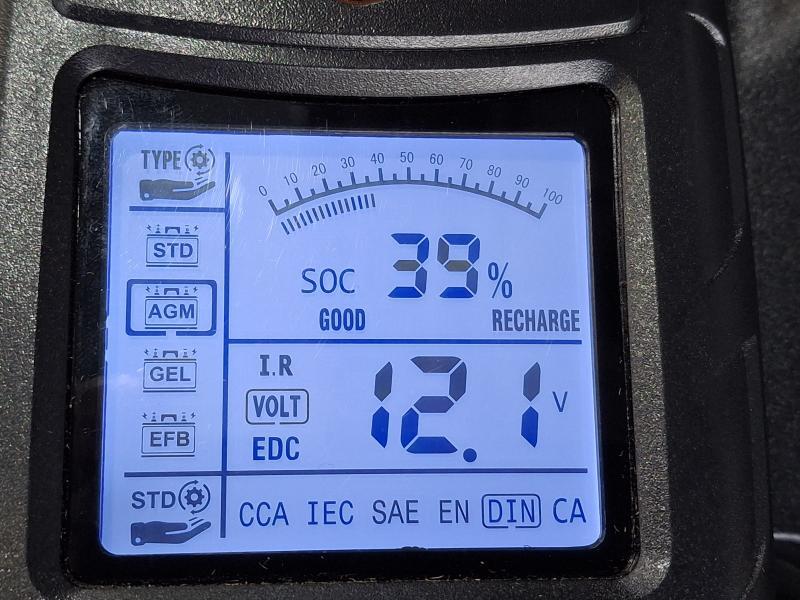 TYPE
0 10 20 30 40 50 60 70 80 90 100
STD
AGM
GEL
EFB
SOC 39 %
GOOD RECHARGE
I.R
VOLT
EDC
12.1 V
STD
CCA IEC SAE EN DIN CA